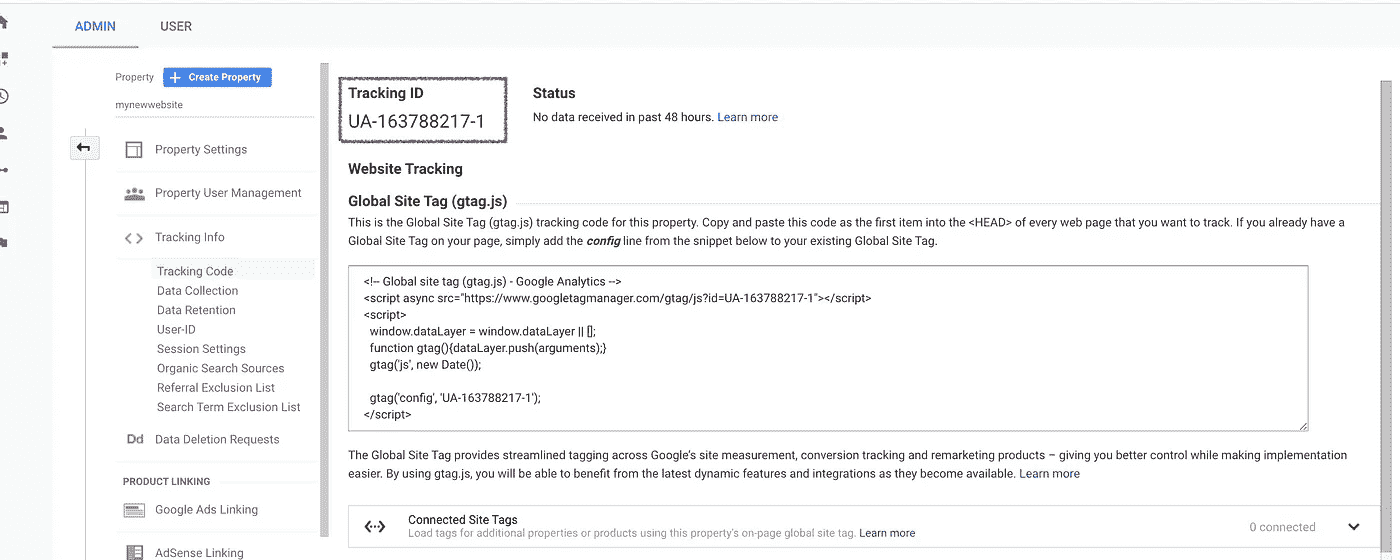 ADMIN
USER
Property
Create Property
mynewwebsite
Property Settings
Property User Management
Tracking Info
Tracking Code
Data Collection
Data Retention
User-ID
Session Settings
Organic Search Sources
Referral Exclusion List
Search Term Exclusion List
Dd Data Deletion Requests
PRODUCT LINKING
Google Ads Linking
AdSense Linking
Tracking ID
UA-163788217-1
Status
No data received in past 48 hours. Learn more
Website Tracking
Global Site Tag (gtag.js)
This is the Global Site Tag (gtag.js) tracking code for this property. Copy and paste this code as the first item into the <HEAD> of every web page that you want to track. If you already have a
Global Site Tag on your page, simply add the config line from the snippet below to your existing Global Site Tag.
<!-- Global site tag (gtag.js) - Google Analytics -->
<script async src="https://www.googletagmanager.com/gtag/js?id=UA-163788217-1"></script>
<script>
window.dataLayer = window.dataLayer || [];
function gtag(){dataLayer.push(arguments);}
gtag('js', new Date());
gtag('config', 'UA-163788217-1');
</script>
The Global Site Tag provides streamlined tagging across Google's site measurement, conversion tracking and remarketing products – giving you better control while making implementation
easier. By using gtag.js, you will be able to benefit from the latest dynamic features and integrations as they become available. Learn more
Connected Site Tags
Load tags for additional properties or products using this property's on-page global site tag. Learn more
0 connected